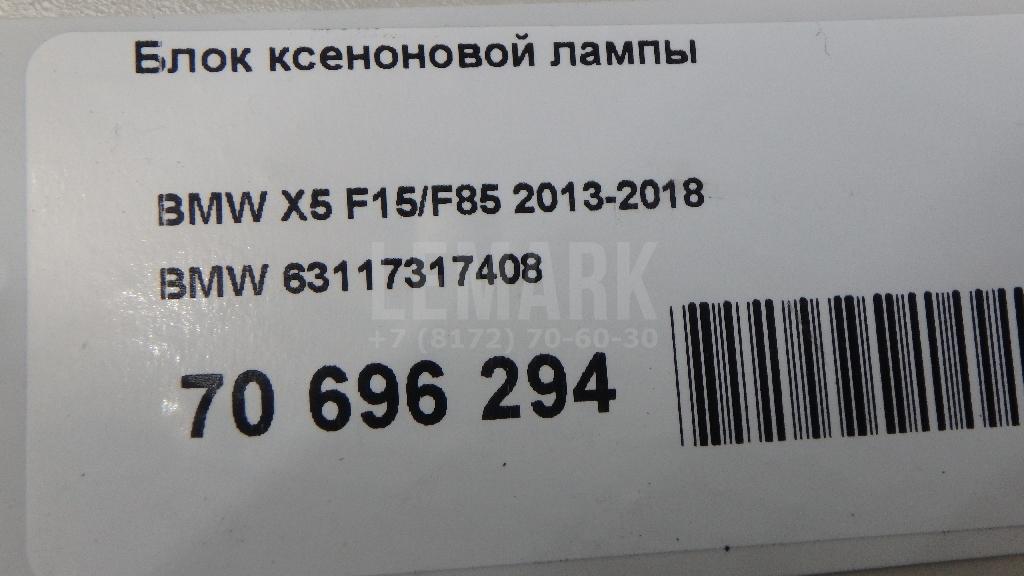 Блок ксеноновой лампы
BMW X5 F15/F85 2013-2018
BMW 63117317408
LEMARK
+7 (8172) 70-60-30
70 696 294